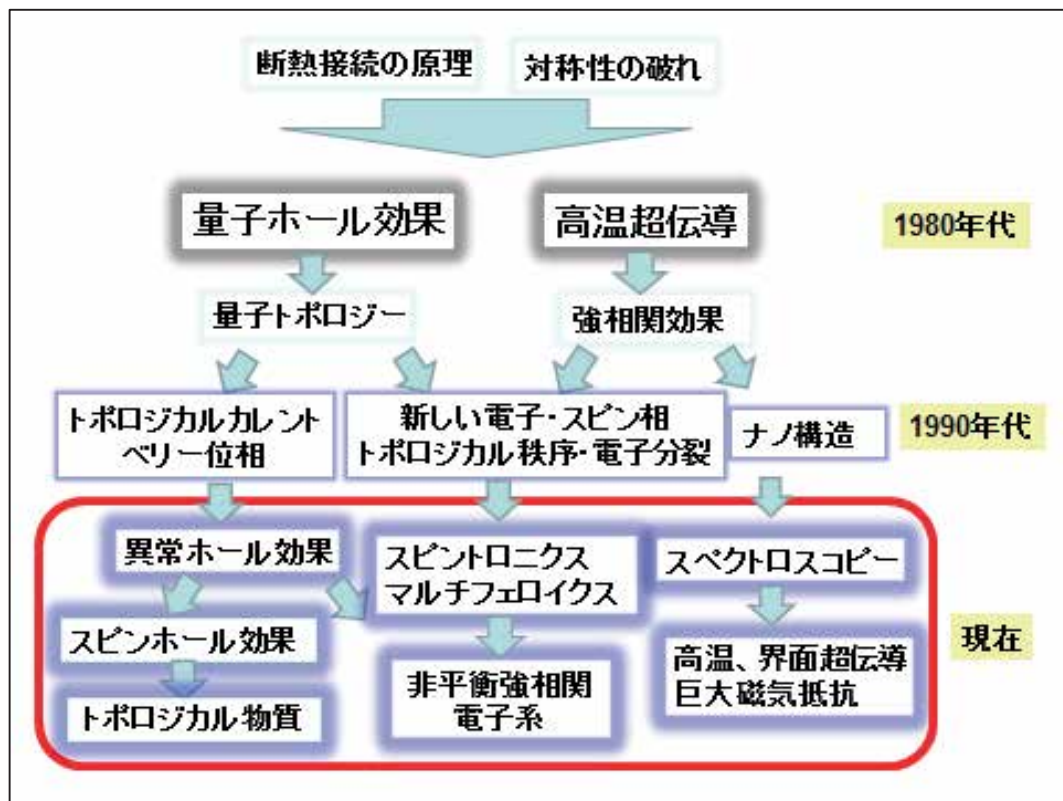 断熱接続の原理
対称性の破れ
量子ホール効果
高温超伝導
1980年代
量子トポロジー
強相関効果
トポロジカルカレント
ベリー位相
新しい電子・スピン相
トポロジカル秩序・電子分裂
ナノ構造
1990年代
異常ホール効果
スピントロニクス
マルチフェロイクス
スペクトロスコピー
スピンホール効果
現在
高温、界面超伝導
巨大磁気抵抗
非平衡強相関
電子系
トポロジカル物質